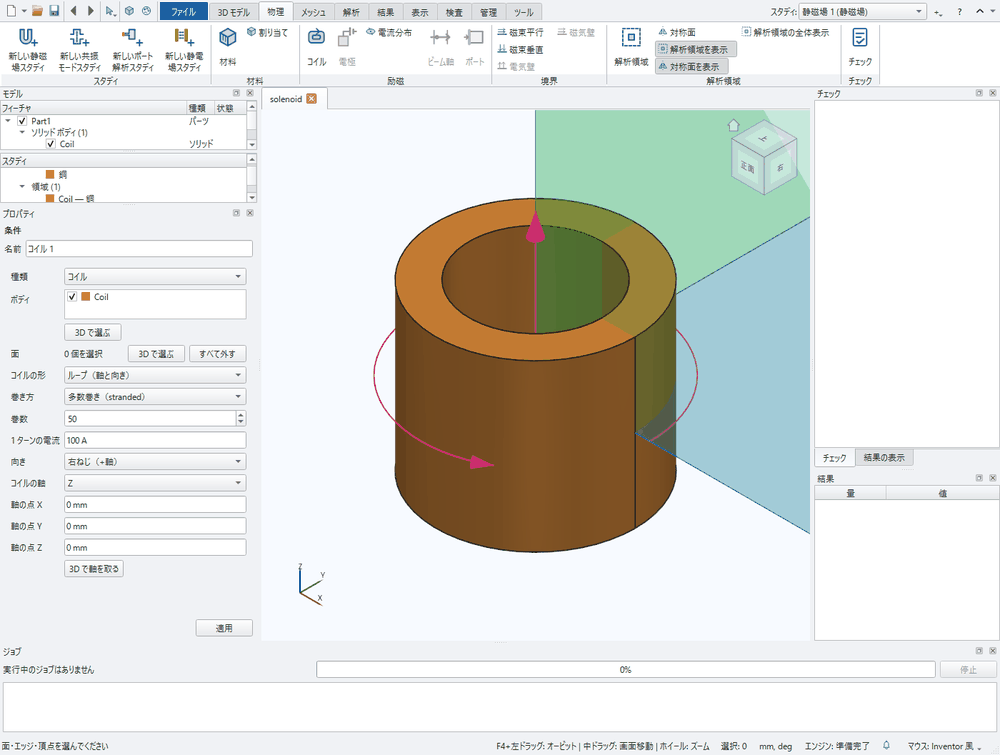 ファイル 3D モデル 物理 メッシュ 解析 結果 表示 検査 管理 ツール スタディ: 静磁場 1 (静磁場) ?
新しい静磁場スタディ
新しい共振モードスタディ
新しいポート解析スタディ
新しい静電場スタディ
スタディ
材料
割り当て
材料
コイル
電極
電流分布
ビーム軸
ポート
励磁
磁束平行
磁束垂直
電気壁
磁気壁
境界
解析領域
対称面
解析領域を表示
対称面を表示
解析領域の全体表示
解析領域
チェック
チェック
モデル
フィーチャ 種類 状態
Part1 パーツ
ソリッド ボディ (1)
Coil ソリッド
スタディ
銅
領域 (1)
Coil — 銅
プロパティ
条件
名前 コイル 1
種類 コイル
ボディ Coil
3D で選ぶ
面 0 個を選択 3D で選ぶ すべて外す
コイルの形 ループ（軸と向き）
巻き方 多数巻き（stranded）
巻数 50
1 ターンの電流 100 A
向き 右ねじ（+軸）
コイルの軸 Z
軸の点 X 0 mm
軸の点 Y 0 mm
軸の点 Z 0 mm
3D で軸を取る
適用
solenoid
上
正面
右
Z
Y
X
チェック
チェック 結果の表示
結果
量 値
ジョブ
実行中のジョブはありません 0% 停止
面・エッジ・頂点を選んでください F4+左ドラッグ: オービット | 中ドラッグ: 画面移動 | ホイール: ズーム 選択: 0 mm, deg エンジン: 準備完了 マウス: Inventor 風